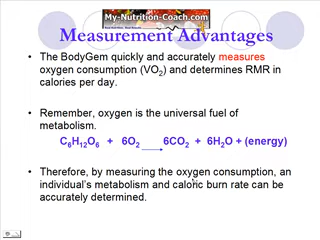 My-Nutrition-Coach.com
Measurement Advantages
• The BodyGem quickly and accurately measures
oxygen consumption (VO2) and determines RMR in
calories per day.
• Remember, oxygen is the universal fuel of
metabolism.
C6H12O6 + 6O2 → 6CO2 + 6H2O + (energy)
• Therefore, by measuring the oxygen consumption, an
individual's metabolism and caloric burn rate can be
accurately determined.